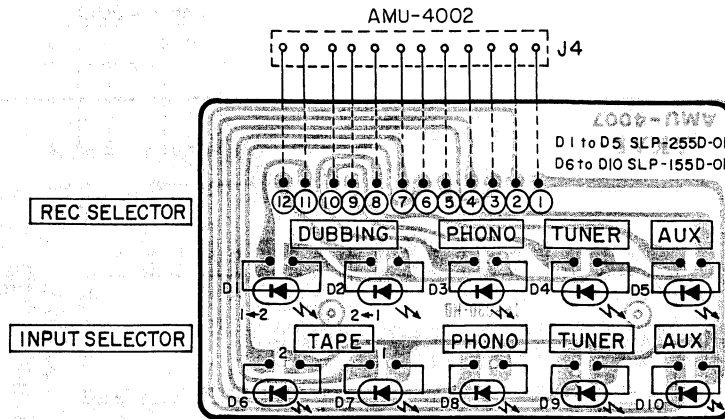 AMU-4002
J4
AMU-4007
D1 to D5 SLP-255D-0
D6 to D10 SLP-155D-0
12 11 10 9 8 7 6 5 4 3 2 1
REC SELECTOR
DUBBING PHONO TUNER AUX
D1 D2 D3 D4 D5
1←2 2←1
INPUT SELECTOR
2 TAPE 1 PHONO TUNER AUX
D6 D7 D8 D9 D10